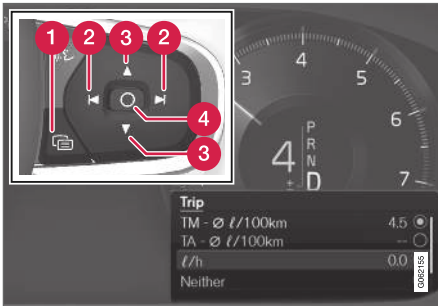 1
2
3
2
4
3
3
4
5
6
7
P
R
N
D
4
±
Trip
TM - Ø ℓ/100km 4.5
TA - Ø ℓ/100km --
ℓ/h 0.0
Neither
G062155